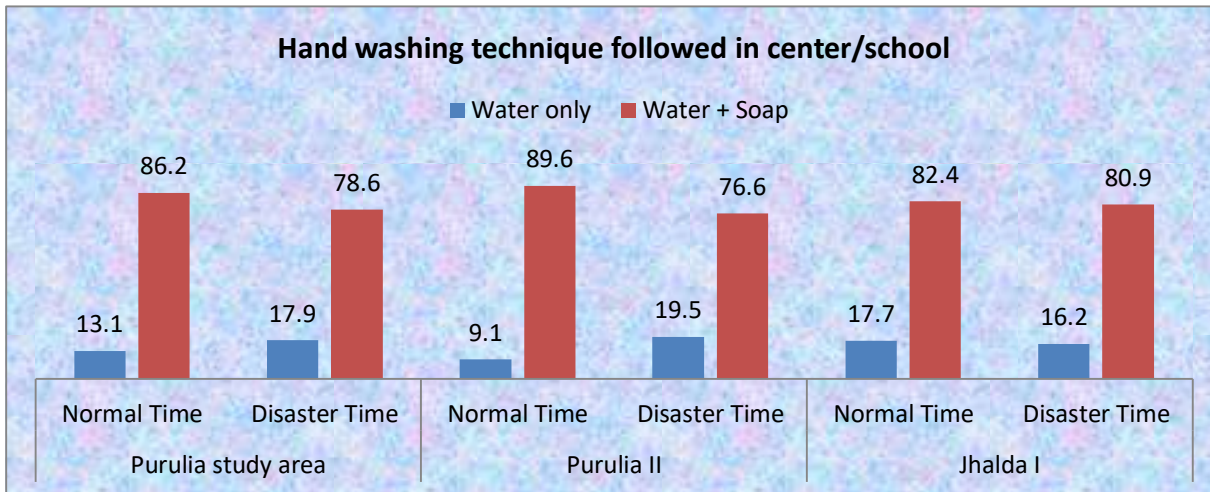 Hand washing technique followed in center/school
Water only Water + Soap
86.2 78.6 89.6 76.6 82.4 80.9
13.1 17.9 9.1 19.5 17.7 16.2
Normal Time Disaster Time Normal Time Disaster Time Normal Time Disaster Time
Purulia study area Purulia II Jhalda I